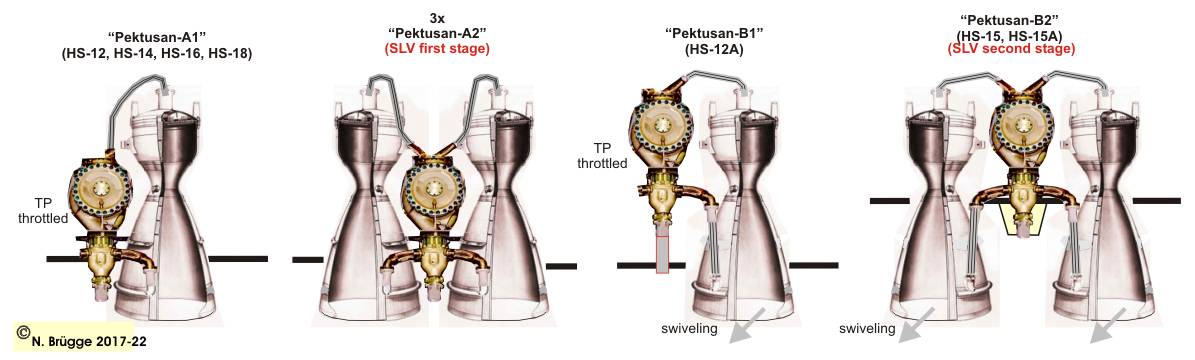 “Pektusan-A1”
(HS-12, HS-14, HS-16, HS-18)
TP
throttled
3x
“Pektusan-A2”
(SLV first stage)
“Pektusan-B1”
(HS-12A)
TP
throttled
swiveling
“Pektusan-B2”
(HS-15, HS-15A)
(SLV second stage)
swiveling
© N. Brügge 2017-22